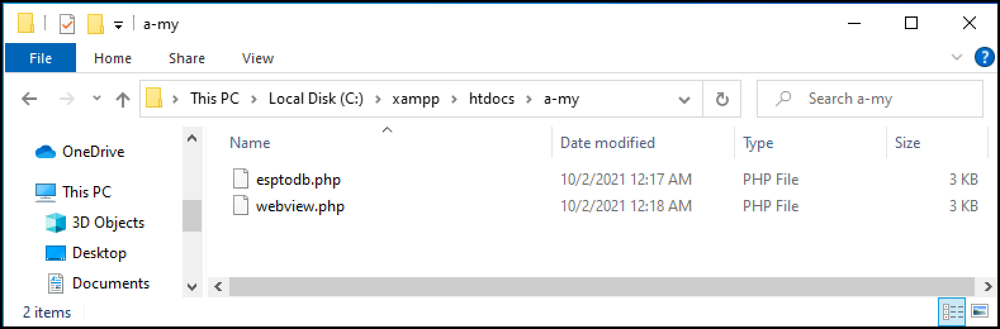 a-my
File Home Share View
This PC Local Disk (C:) xampp htdocs a-my Search a-my
Name Date modified Type Size
OneDrive
This PC
3D Objects
Desktop
Documents
esptodb.php 10/2/2021 12:17 AM PHP File 3 KB
webview.php 10/2/2021 12:18 AM PHP File 3 KB
2 items